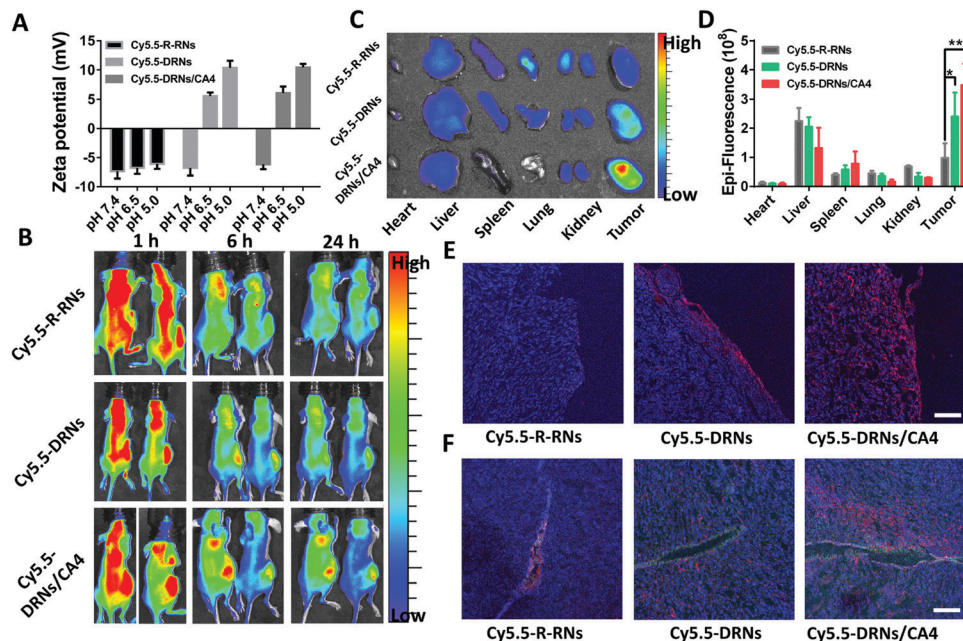 A
Zeta potential (mV)
15
10
5
0
-5
-10
Cy5.5-R-RNs
Cy5.5-DRNs
Cy5.5-DRNs/CA4
pH 7.4
pH 6.5
pH 5.0
pH 7.4
pH 6.5
pH 5.0
pH 7.4
pH 6.5
pH 5.0
B
1 h
6 h
24 h
Cy5.5-R-RNs
Cy5.5-DRNs
Cy5.5-
DRNs/CA4
High
Low
C
Cy5.5-R-RNs
Cy5.5-DRNs
Cy5.5-
DRNs/CA4
Heart
Liver
Spleen
Lung
Kidney
Tumor
High
Low
D
Epi-Fluorescence (10^8)
5
4
3
2
1
0
Cy5.5-R-RNs
Cy5.5-DRNs
Cy5.5-DRNs/CA4
**
*
Heart
Liver
Spleen
Lung
Kidney
Tumor
E
Cy5.5-R-RNs
Cy5.5-DRNs
Cy5.5-DRNs/CA4
F
Cy5.5-R-RNs
Cy5.5-DRNs
Cy5.5-DRNs/CA4